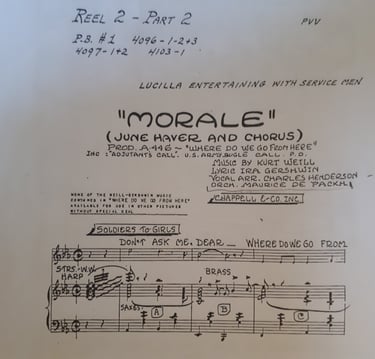 REEL 2 - PART 2
PVV
P.B. #1 4096-1-2+3
4097-1+2 4103-1
LUCILLA ENTERTAINING WITH SERVICE MEN
"MORALE"
(JUNE HAVER AND CHORUS)
PROD. A-446 ~ "WHERE DO WE GO FROM HERE"
INC: "ADJUTANT'S CALL". U.S. ARMY BUGLE CALL. P.D.
MUSIC BY KURT WEILL
LYRIC IRA GERSHWIN
VOCAL ARR. CHARLES HENDERSON
ORCH. MAURICE DE PACKH
CHAPPELL & CO. INC.
NONE OF THE WEILL-GERSHWIN MUSIC
CONTAINED IN "WHERE DO WE GO FROM HERE"
AVAILABLE FOR USE IN OTHER PICTURES
WITHOUT SPECIAL DEAL
SOLDIERS TO GIRLS
DON'T ASK ME, DEAR — WHERE DO WE GO FROM
STRS.-W.W.
HARP
BRASS
SAXES
A
B
C